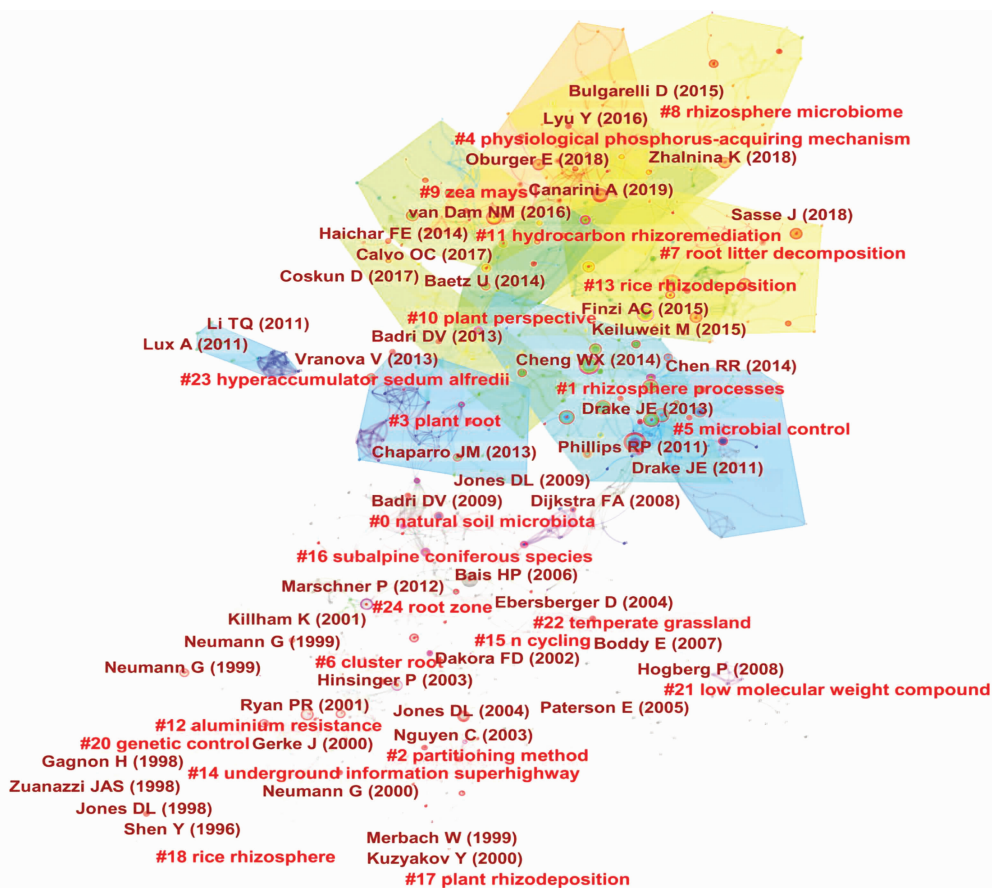 Bulgarelli D (2015)
#8 rhizosphere microbiome
Lyu Y (2016)
#4 physiological phosphorus-acquiring mechanism
Oburger E (2018)
Zhalnina K (2018)
#9 zea mays
Canarini A (2019)
van Dam NM (2016)
Sasse J (2018)
Haichar FE (2014)
#11 hydrocarbon rhizoremediation
Calvo OC (2017)
#7 root litter decomposition
Coskun D (2017)
Baetz U (2014)
#13 rice rhizodeposition
Finzi AC (2015)
#10 plant perspective
Li TQ (2011)
Badri DV (2013)
Keiluweit M (2015)
Lux A (2011)
Vranova V (2013)
Cheng WX (2014)
Chen RR (2014)
#23 hyperaccumulator sedum alfredii
#1 rhizosphere processes
Drake JE (2013)
#3 plant root
#5 microbial control
Chaparro JM (2013)
Phillips RP (2011)
Drake JE (2011)
Jones DL (2009)
Badri DV (2009)
Dijkstra FA (2008)
#0 natural soil microbiota
#16 subalpine coniferous species
Bais HP (2006)
Marschner P (2012)
#24 root zone
Ebersberger D (2004)
Killham K (2001)
#22 temperate grassland
Neumann G (1999)
#15 n cycling
Boddy E (2007)
Neumann G (1999)
#6 cluster root
Dakora FD (2002)
Hogberg P (2008)
Hinsinger P (2003)
#21 low molecular weight compound
Ryan PR (2001)
Jones DL (2004)
Paterson E (2005)
#12 aluminium resistance
Nguyen C (2003)
#20 genetic control
Gerke J (2000)
#2 partitioning method
Gagnon H (1998)
#14 underground information superhighway
Zuanazzi JAS (1998)
Neumann G (2000)
Jones DL (1998)
Shen Y (1996)
Merbach W (1999)
#18 rice rhizosphere
Kuzyakov Y (2000)
#17 plant rhizodeposition